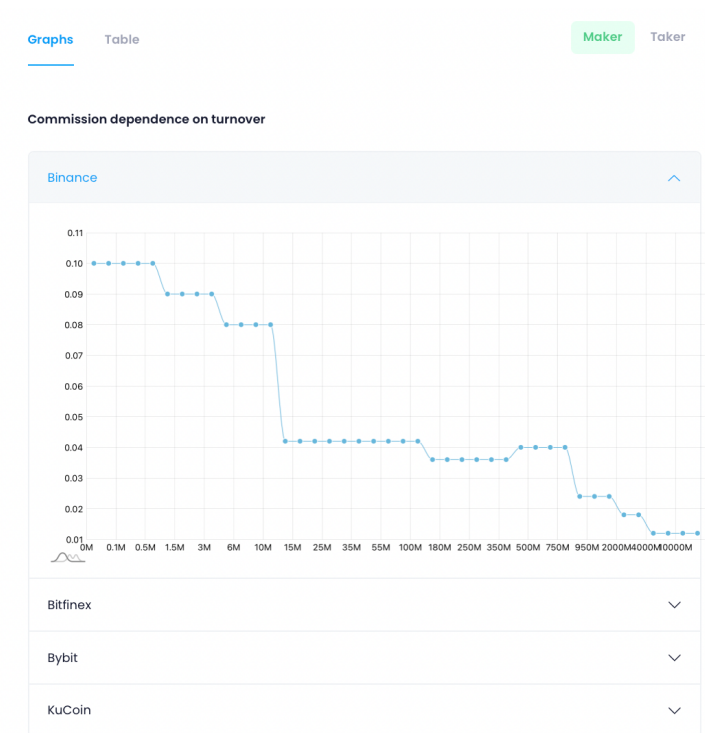 Graphs Table Maker Taker
Commission dependence on turnover
Binance
0.11
0.10
0.09
0.08
0.07
0.06
0.05
0.04
0.03
0.02
0.01
0M 0.1M 0.5M 1.5M 3M 6M 10M 15M 25M 35M 55M 100M 180M 250M 350M 500M 750M 950M 2000M 4000M 10000M
Bitfinex
Bybit
KuCoin